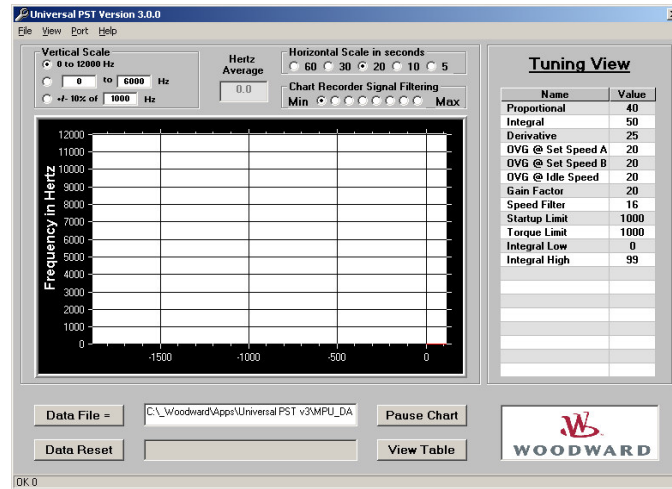 Universal PST Version 3.0.0
File View Port Help
Vertical Scale
0 to 12000 Hz
0 to 6000 Hz
+/- 10% of 1000 Hz
Hertz
Average
0.0
Horizontal Scale in seconds
60 30 20 10 5
Chart Recorder Signal Filtering
Min Max
Frequency in Hertz
12000
11000
10000
9000
8000
7000
6000
5000
4000
3000
2000
1000
0
-1500 -1000 -500 0
Tuning View
Name Value
Proportional 40
Integral 50
Derivative 25
OVG @ Set Speed A 20
OVG @ Set Speed B 20
OVG @ Idle Speed 20
Gain Factor 20
Speed Filter 16
Startup Limit 1000
Torque Limit 1000
Integral Low 0
Integral High 99
Data File = C:\_Woodward\Apps\Universal PST v3\MPU_DA Pause Chart
Data Reset View Table
WOODWARD
OK 0